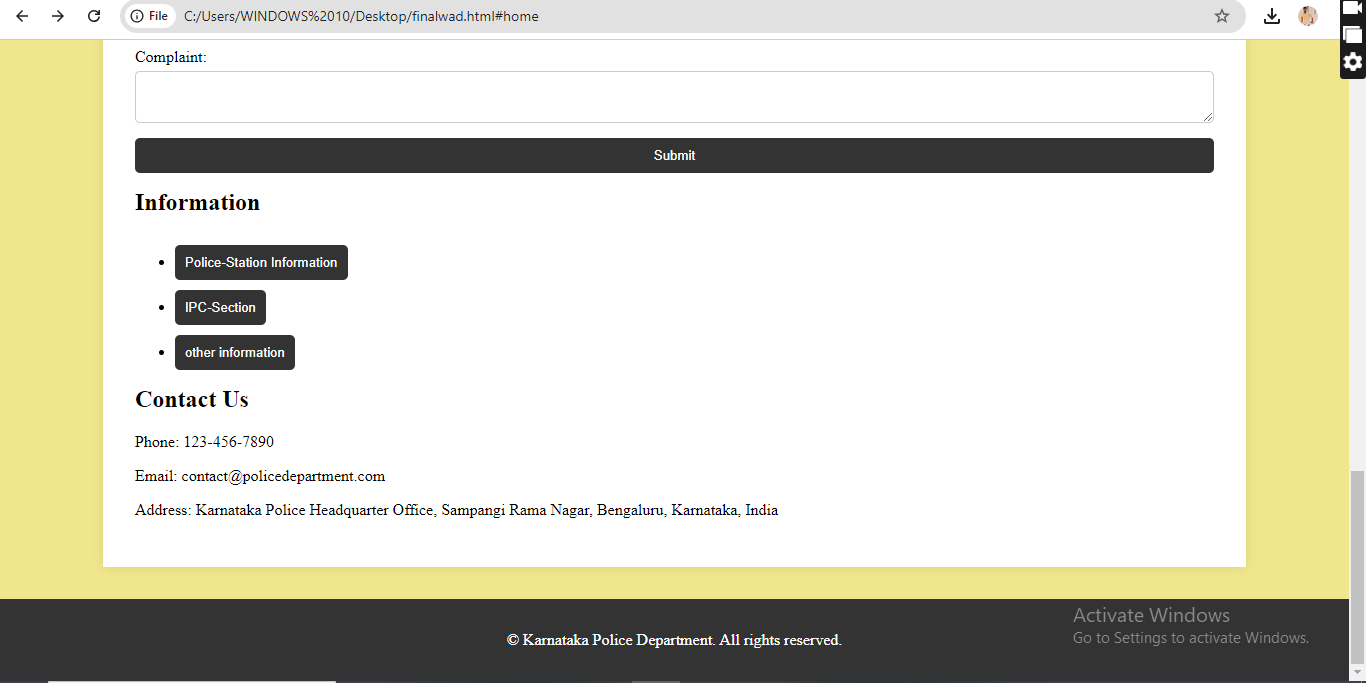 File C:/Users/WINDOWS%2010/Desktop/finalwad.html#home
Complaint:
Submit
Information
Police-Station Information
IPC-Section
other information
Contact Us
Phone: 123-456-7890
Email: contact@policedepartment.com
Address: Karnataka Police Headquarter Office, Sampangi Rama Nagar, Bengaluru, Karnataka, India
© Karnataka Police Department. All rights reserved.
Activate Windows
Go to Settings to activate Windows.